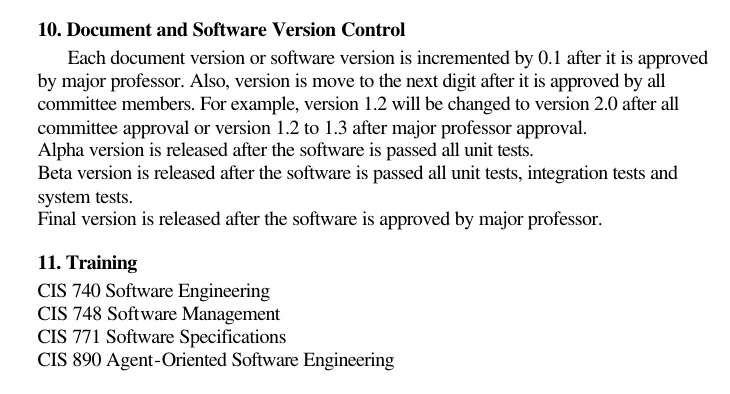 10. Document and Software Version Control
Each document version or software version is incremented by 0.1 after it is approved
by major professor. Also, version is move to the next digit after it is approved by all
committee members. For example, version 1.2 will be changed to version 2.0 after all
committee approval or version 1.2 to 1.3 after major professor approval.
Alpha version is released after the software is passed all unit tests.
Beta version is released after the software is passed all unit tests, integration tests and
system tests.
Final version is released after the software is approved by major professor.
11. Training
CIS 740 Software Engineering
CIS 748 Software Management
CIS 771 Software Specifications
CIS 890 Agent-Oriented Software Engineering